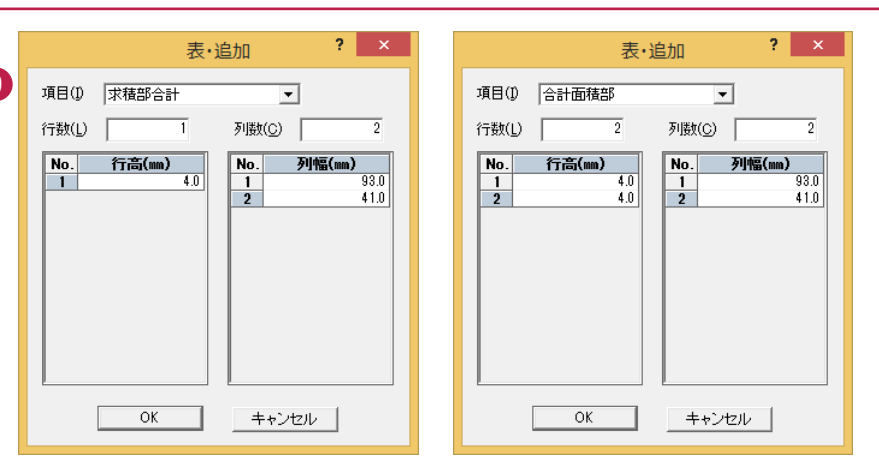 表・追加 ? ×
項目(I) 求積部合計
行数(L) 1 列数(C) 2
No. 行高(mm) No. 列幅(mm)
1 4.0 1 93.0
2 41.0
OK キャンセル
表・追加 ? ×
項目(I) 合計面積部
行数(L) 2 列数(C) 2
No. 行高(mm) No. 列幅(mm)
1 4.0 1 93.0
2 4.0 2 41.0
OK キャンセル